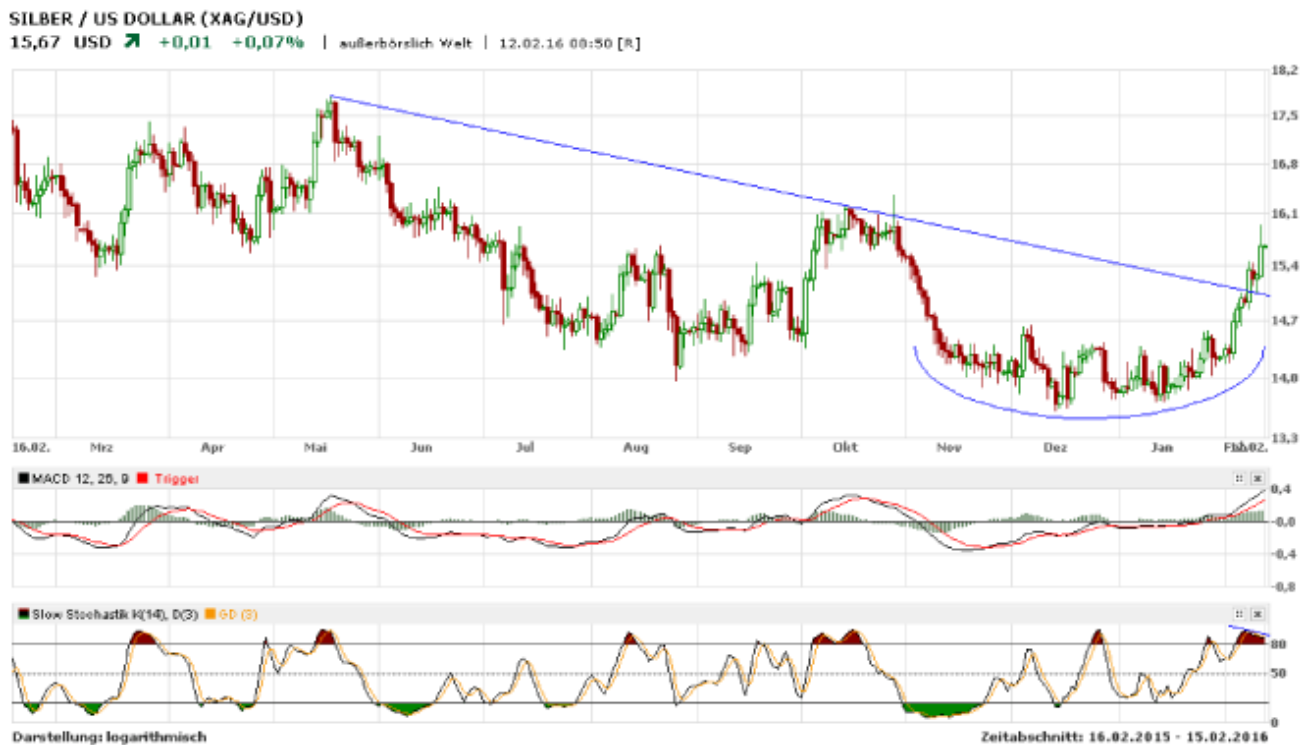 SILBER / US DOLLAR (XAG/USD)
15,67 USD +0,01 +0,07% | außerbörslich Welt | 12.02.16 08:50 [R]
18,2
17,5
16,8
16,1
15,4
14,7
14,0
13,3
16.02. Mrz Apr Mai Jun Jul Aug Sep Okt Nov Dez Jan
MACD 12, 26, 9 Trigger
0,4
-0,0
-0,4
-0,8
Slow Stochastik K(14), D(3) GD (3)
80
50
0
Darstellung: logarithmisch Zeitabschnitt: 16.02.2015 - 15.02.2016